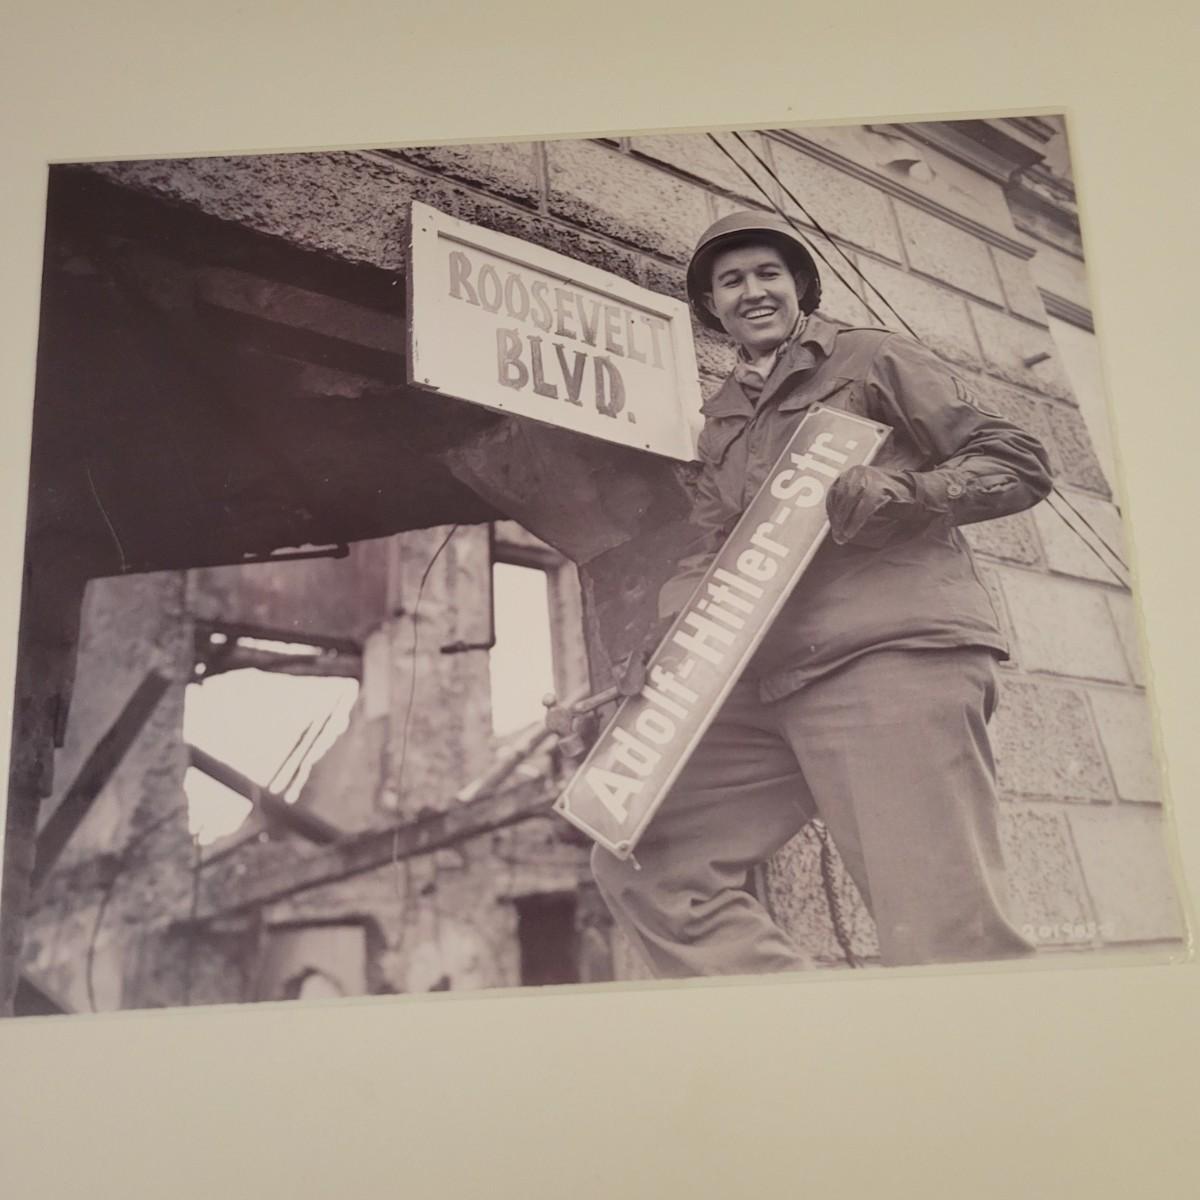 ROOSEVELT
BLVD.
Adolf-Hitler-Str.